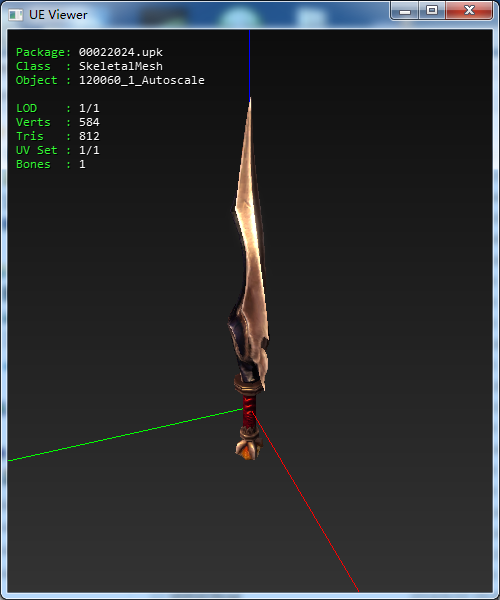 UE Viewer
Package: 00022024.upk
Class : SkeletalMesh
Object : 120060_1_Autoscale
LOD : 1/1
Verts : 584
Tris : 812
UV Set : 1/1
Bones : 1